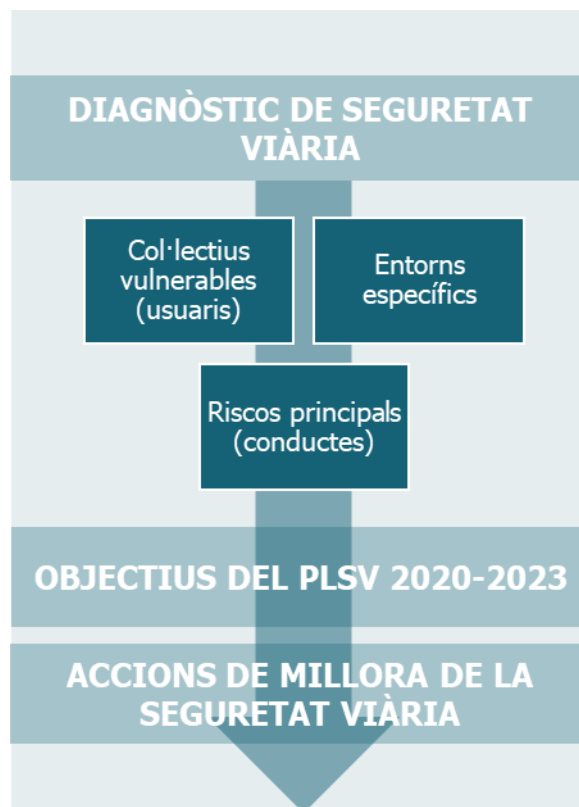 DIAGNÒSTIC DE SEGURETAT
VIÀRIA
Col·lectius
vulnerables
(usuaris)
Entorns
específics
Riscos principals
(conductes)
OBJECTIUS DEL PLSV 2020-2023
ACCIONS DE MILLORA DE LA
SEGURETAT VIÀRIA